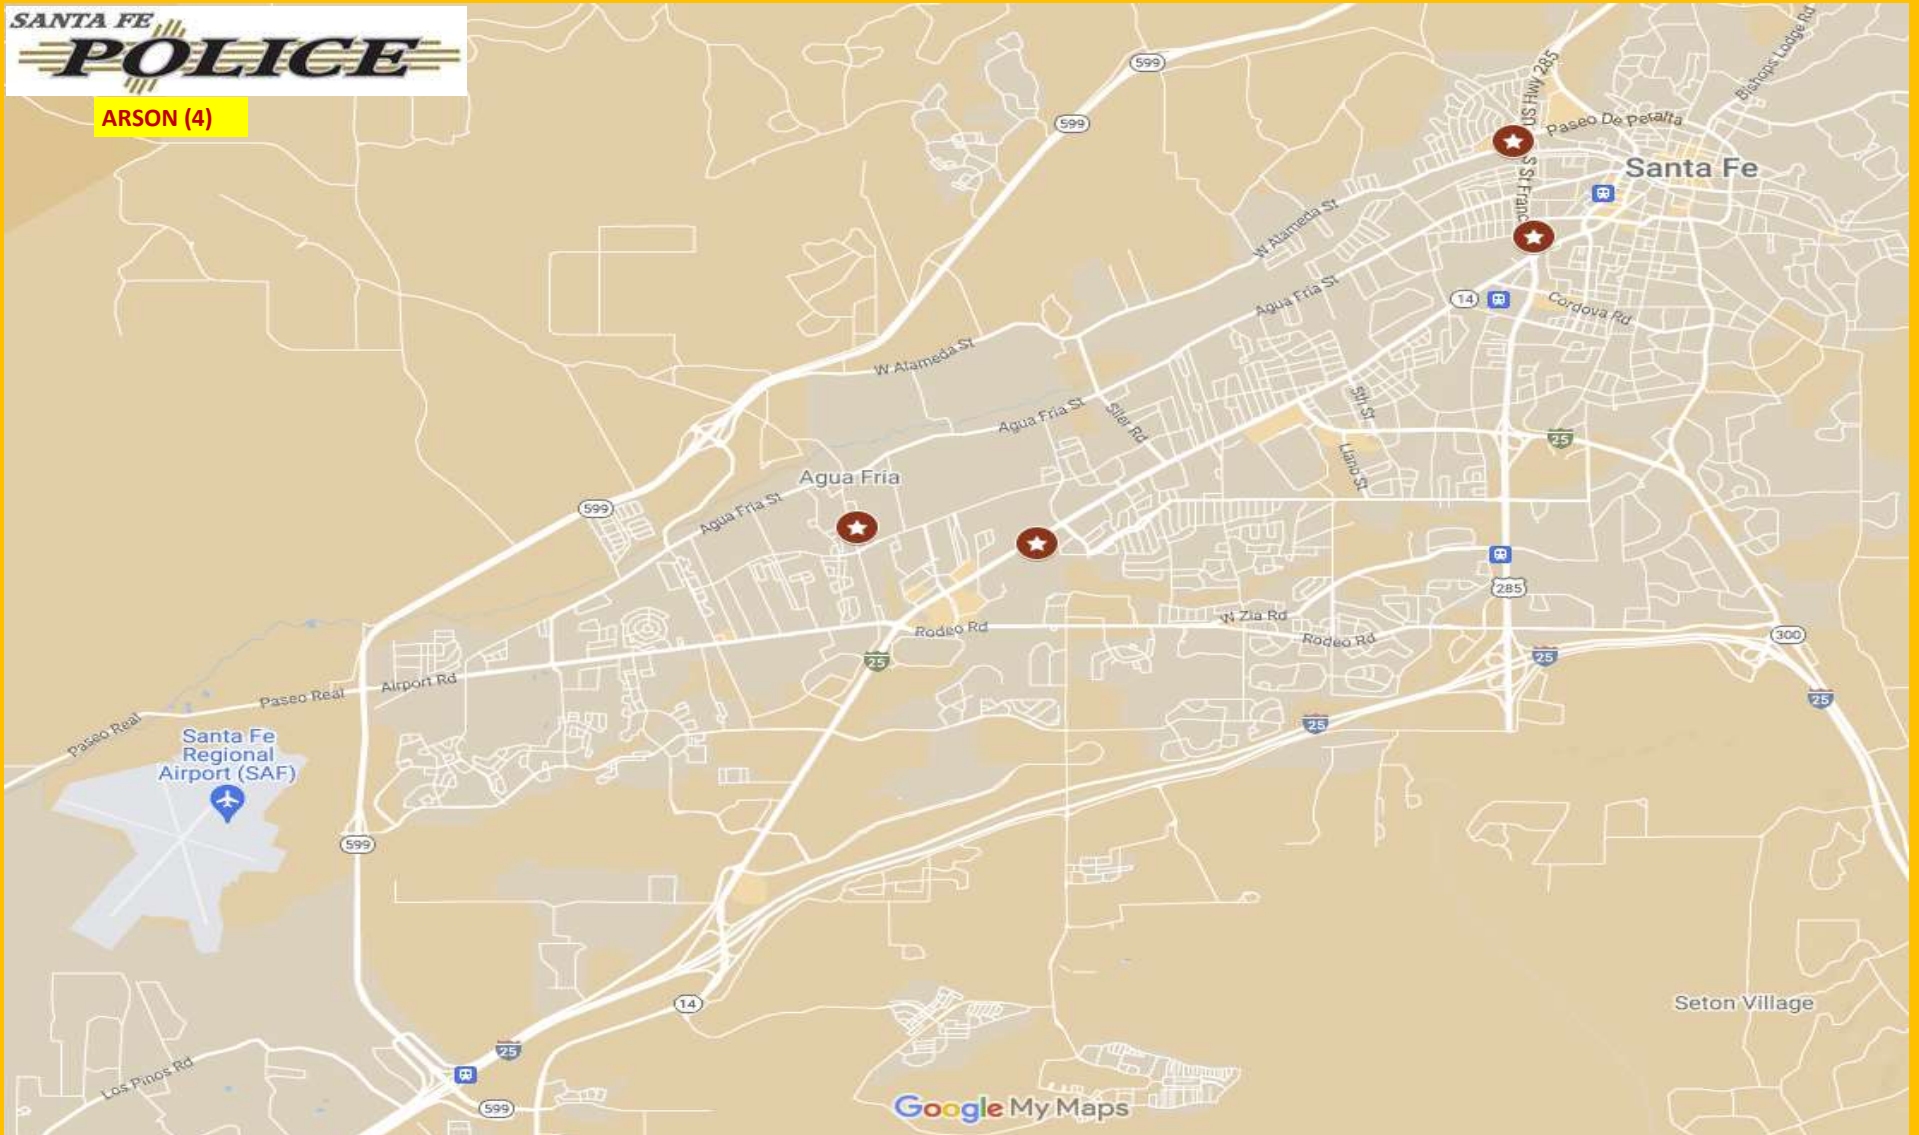 SANTA FE
POLICE
ARSON (4)
599
599
US Hwy 285
Bishops Lodge Rd
Paseo De Peralta
Santa Fe
S St Franc
W Alameda St
Agua Fria St
14
Cordova Rd
W Alameda St
5th St
Agua Fria St
Siler Rd
25
Llano St
Agua Fría
599
Agua Fria St
285
W Zia Rd
Rodeo Rd
Rodeo Rd
300
25
25
25
Airport Rd
Paseo Real
Paseo Real
25
Santa Fe
Regional
Airport (SAF)
599
14
Seton Village
25
Los Pinos Rd
599
Google My Maps